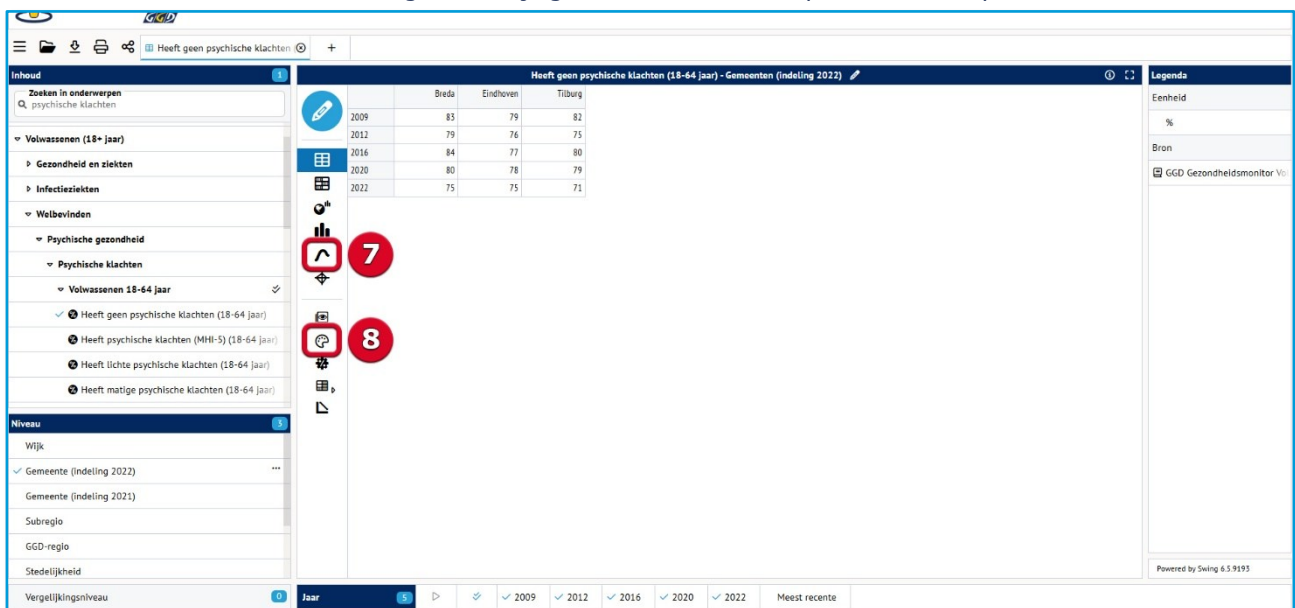 GGD
Heeft geen psychische klachten
+
Inhoud 1
Zoeken in onderwerpen
psychische klachten
Volwassenen (18+ jaar)
Gezondheid en ziekten
Infectieziekten
Welbevinden
Psychische gezondheid
Psychische klachten
Volwassenen 18-64 jaar
Heeft geen psychische klachten (18-64 jaar)
Heeft psychische klachten (MHI-5) (18-64 jaar)
Heeft lichte psychische klachten (18-64 jaar)
Heeft matige psychische klachten (18-64 jaar)
Niveau 5
Wijk
Gemeente (indeling 2022) ...
Gemeente (indeling 2021)
Subregio
GGD-regio
Stedelijkheid
Vergelijkingsniveau 0
Heeft geen psychische klachten (18-64 jaar) - Gemeenten (indeling 2022)
Breda Eindhoven Tilburg
2009 83 79 82
2012 79 76 75
2016 84 77 80
2020 80 78 79
2022 75 75 71
7
8
Jaar 5 2009 2012 2016 2020 2022 Meest recente
Legenda
Eenheid
%
Bron
GGD Gezondheidsmonitor Vo
Powered by Swing 6.5.9193